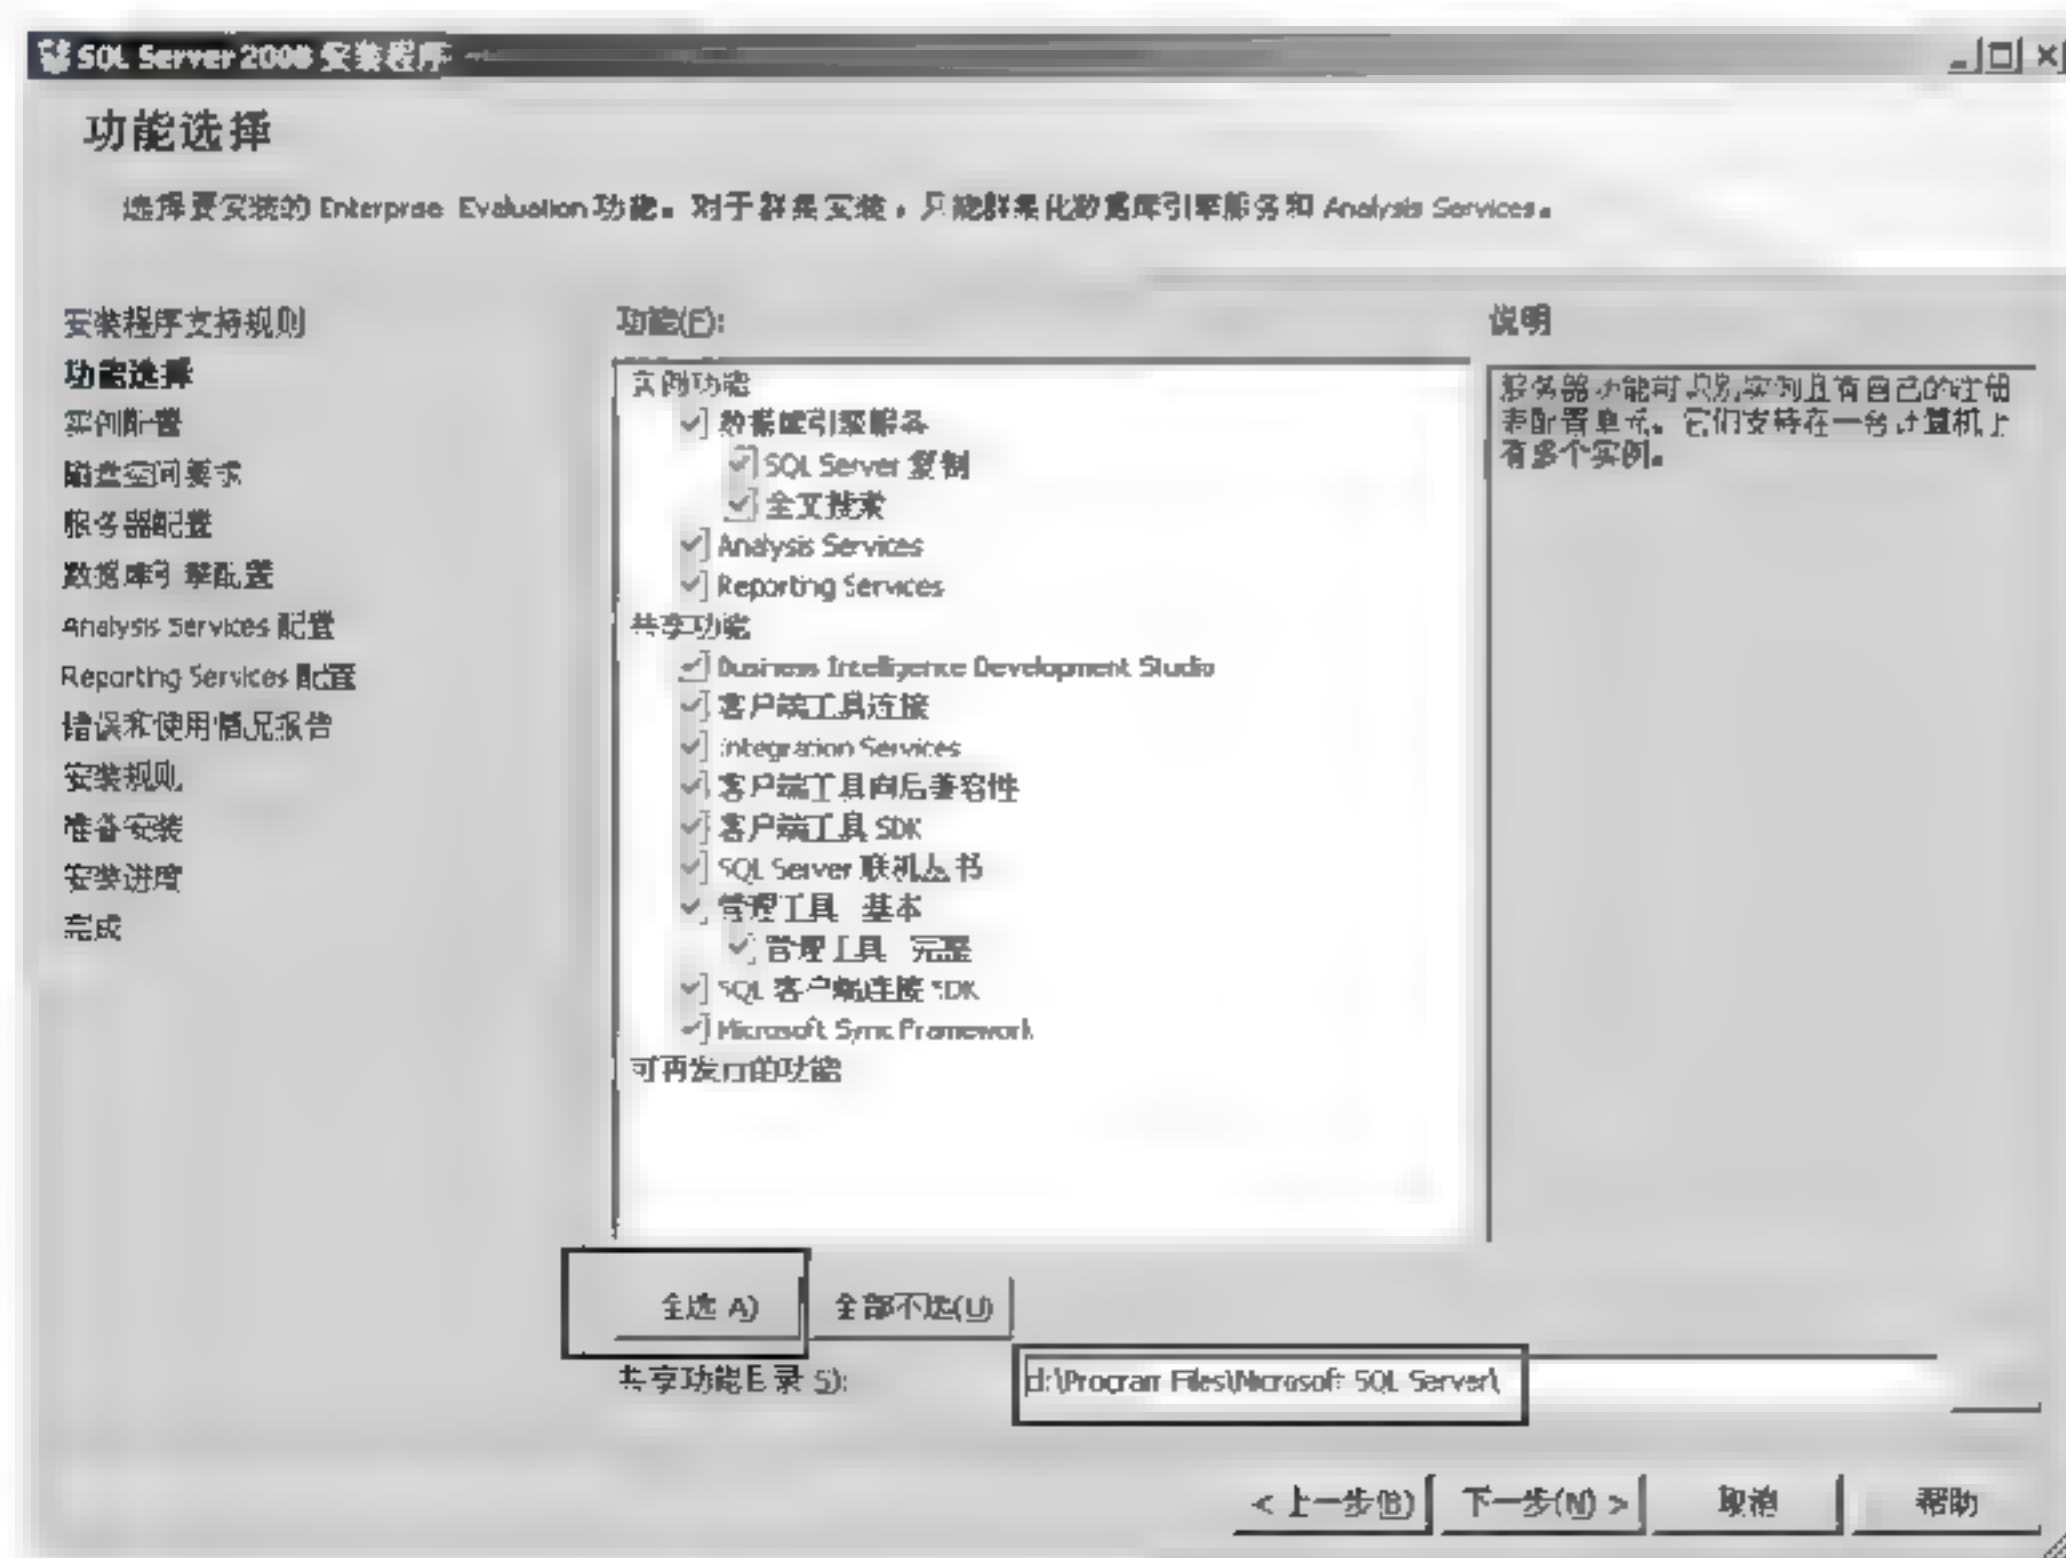 SQL Server 2008 安装程序
功能选择
选择要安装的 Enterprise Evaluation 功能。对于群集安装，只能群集化数据库引擎服务和 Analysis Services。
安装程序支持规则
功能选择
实例配置
磁盘空间要求
服务器配置
数据库引擎配置
Analysis Services 配置
Reporting Services 配置
错误和使用情况报告
安装规则
准备安装
安装进度
完成
功能(F):
实例功能
数据库引擎服务
SQL Server 复制
全文搜索
Analysis Services
Reporting Services
共享功能
Business Intelligence Development Studio
客户端工具连接
Integration Services
客户端工具向后兼容性
客户端工具 SDK
SQL Server 联机丛书
管理工具 - 基本
管理工具 - 完整
SQL 客户端连接 SDK
Microsoft Sync Framework
可再发行的功能
说明
服务器功能可识别实例且有自己的注册
表配置单元。它们支持在一台计算机上
有多个实例。
全选(A)
全部不选(U)
共享功能目录(S):
d:\Program Files\Microsoft SQL Server\
< 上一步(B)
下一步(N) >
取消
帮助